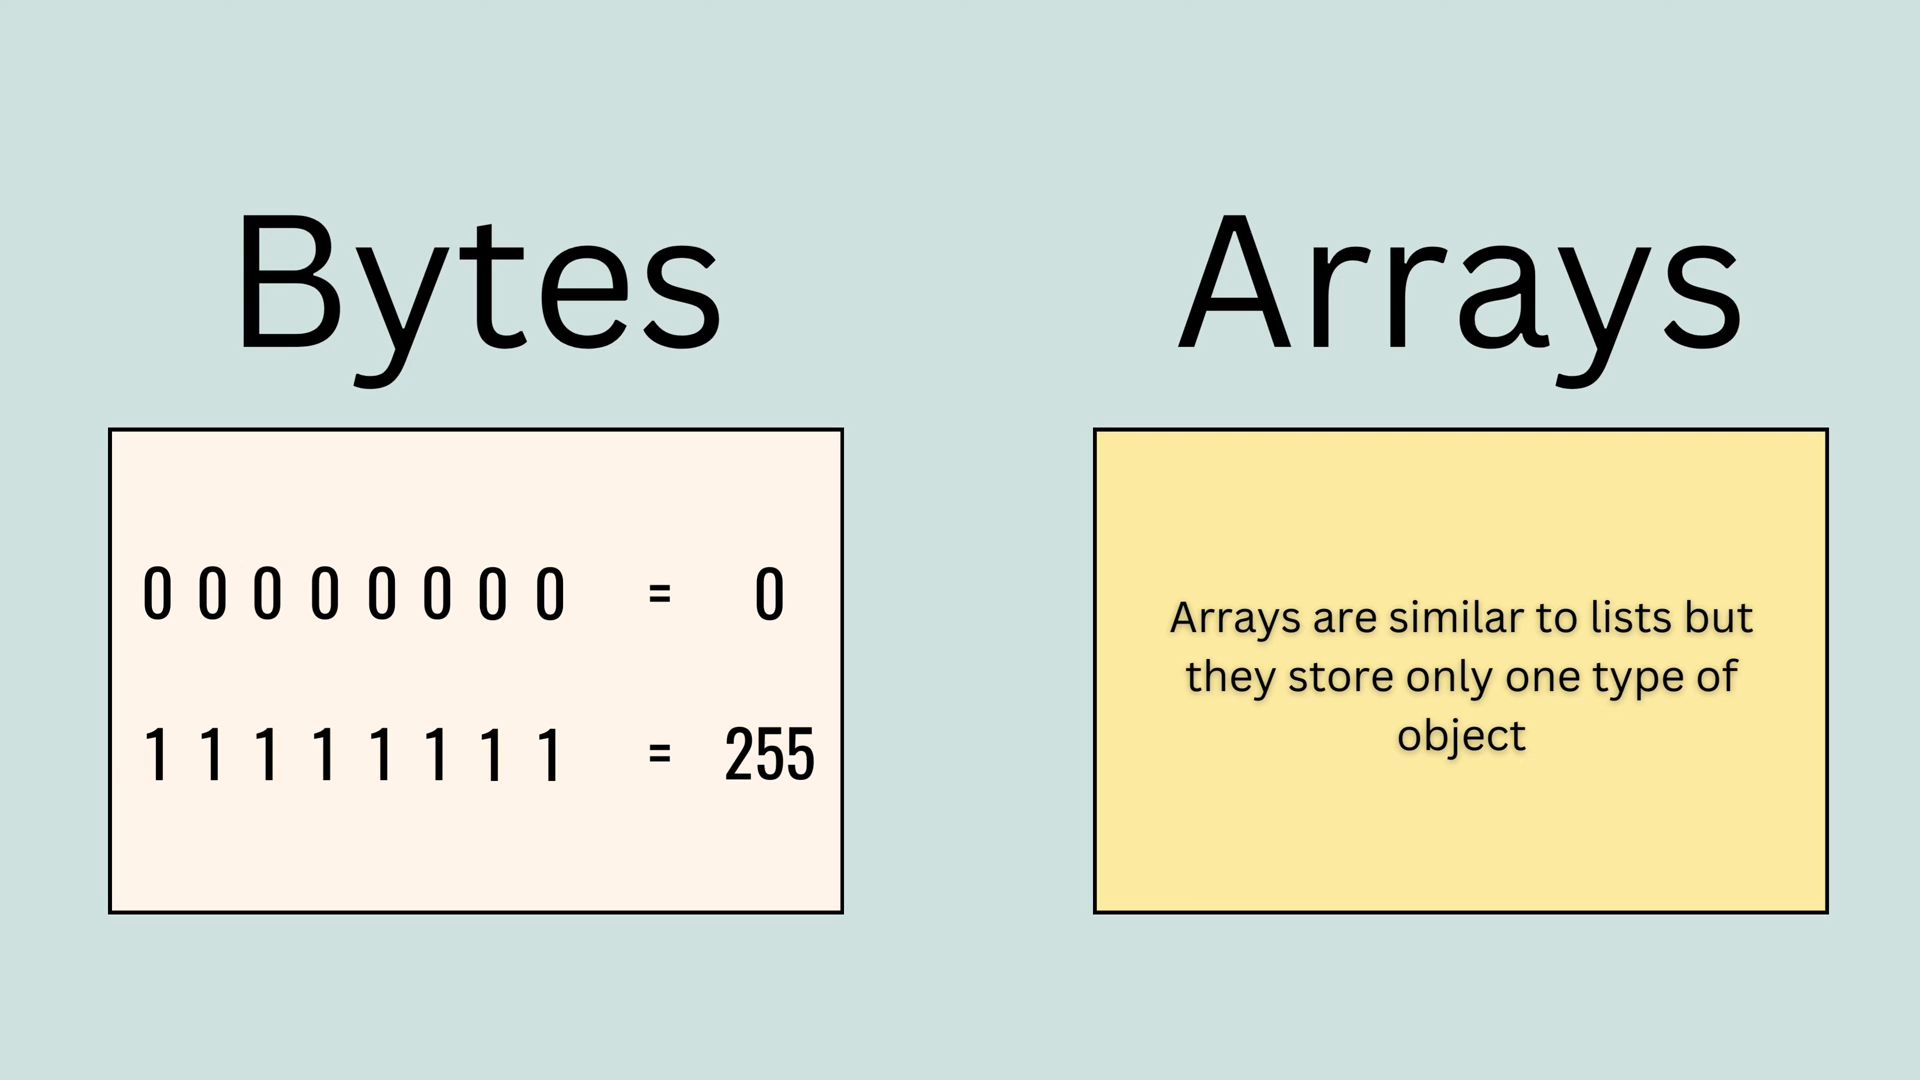 Bytes
0 0 0 0 0 0 0 0 = 0
1 1 1 1 1 1 1 1 = 255
Arrays
Arrays are similar to lists but
they store only one type of
object